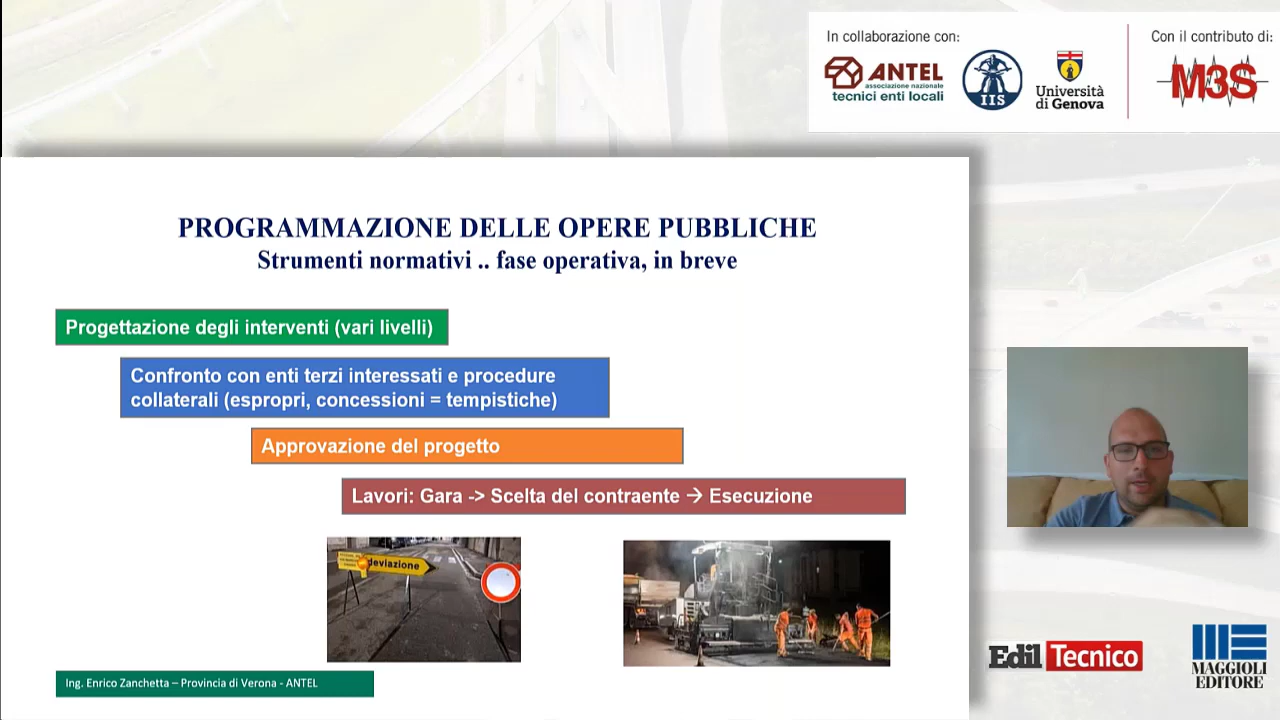 In collaborazione con:
Con il contributo di:
ANTEL
associazione nazionale
tecnici enti locali
IIS
Università
di Genova
M3S
PROGRAMMAZIONE DELLE OPERE PUBBLICHE
Strumenti normativi .. fase operativa, in breve
Progettazione degli interventi (vari livelli)
Confronto con enti terzi interessati e procedure
collaterali (espropri, concessioni = tempistiche)
Approvazione del progetto
Lavori: Gara -> Scelta del contraente → Esecuzione
deviazione
Ing. Enrico Zanchetta – Provincia di Verona - ANTEL
Edil Tecnico
MAGGIOLI
EDITORE